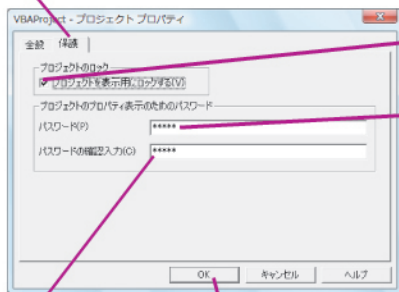 VBAProject - プロジェクト プロパティ
全般 保護
プロジェクトのロック
プロジェクトを表示用にロックする(V)
プロジェクトのプロパティ表示のためのパスワード
パスワード(P) *****
パスワードの確認入力(C) *****
OK キャンセル ヘルプ